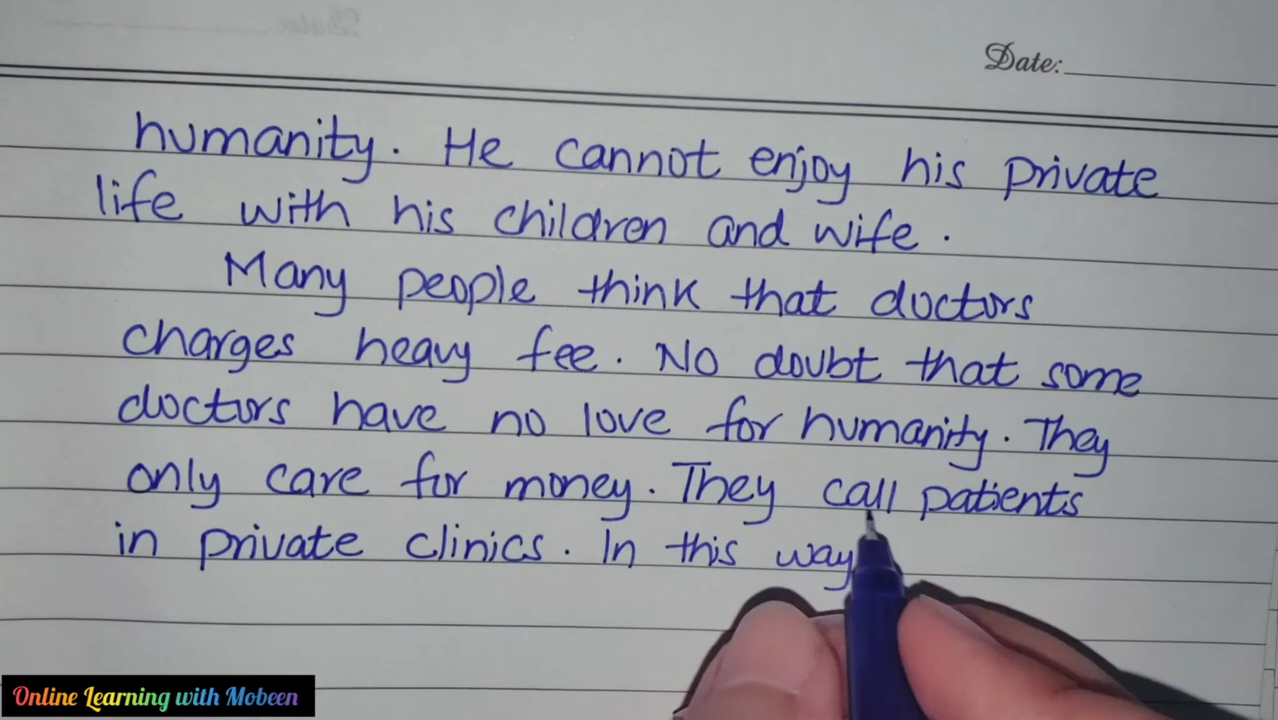 Date:
humanity. He cannot enjoy his private
life with his children and wife.
Many people think that doctors
charges heavy fee. No doubt that some
doctors have no love for humanity. They
only care for money. They call patients
in private clinics. In this way
Online Learning with Mobeen